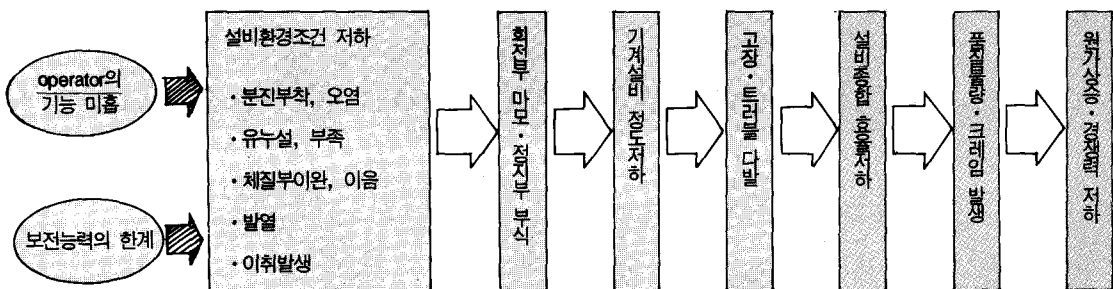 operator의
기능 미흡
보전능력의 한계
설비환경조건 저하
· 분진부착, 오염
· 유누설, 부족
· 체질부이완, 이음
· 발열
· 이취발생
회전부 마모 · 정지부 부식
기계설비 정도저하
고장 · 트러블 다발
설비종합 효율저하
품질불량 · 크레임 발생
원가상승 · 경쟁력 저하